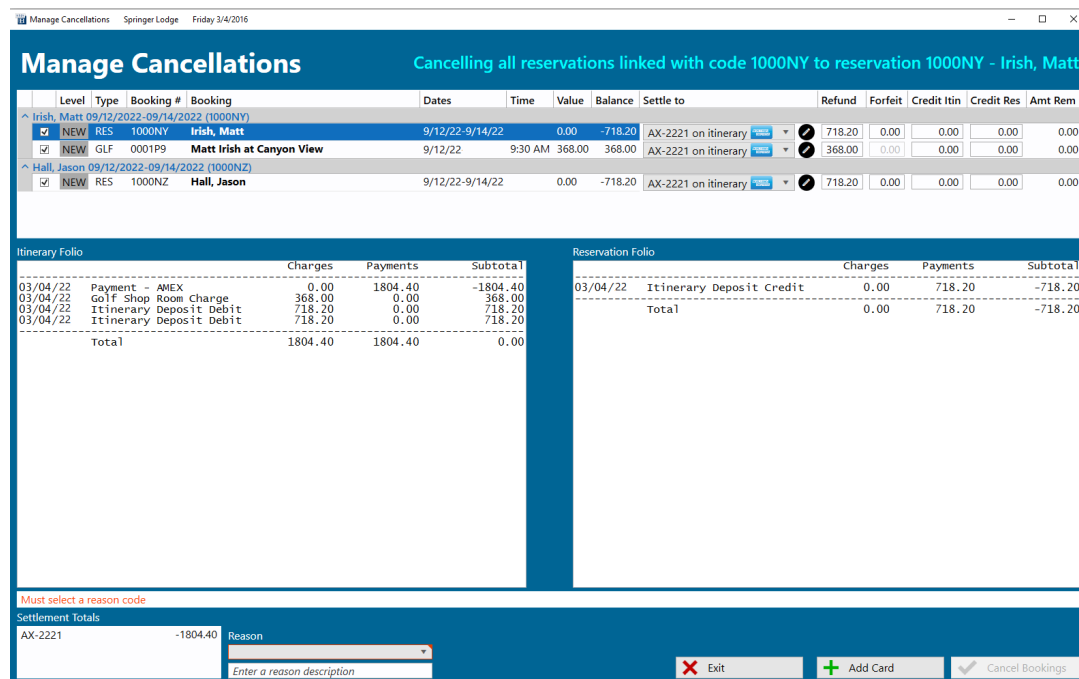 Manage Cancellations Springer Lodge Friday 3/4/2016
Manage Cancellations
Cancelling all reservations linked with code 1000NY to reservation 1000NY - Irish, Matt
Level Type Booking # Booking Dates Time Value Balance Settle to Refund Forfeit Credit Itin Credit Res Amt Rem
Irish, Matt 09/12/2022-09/14/2022 (1000NY)
NEW RES 1000NY Irish, Matt 9/12/22-9/14/22 0.00 -718.20 AX-2221 on itinerary 718.20 0.00 0.00 0.00 0.00
NEW GLF 0001P9 Matt Irish at Canyon View 9/12/22 9:30 AM 368.00 368.00 AX-2221 on itinerary 368.00 0.00 0.00 0.00 0.00
Hall, Jason 09/12/2022-09/14/2022 (1000NZ)
NEW RES 1000NZ Hall, Jason 9/12/22-9/14/22 0.00 -718.20 AX-2221 on itinerary 718.20 0.00 0.00 0.00 0.00
Itinerary Folio
Charges Payments Subtotal
03/04/22 Payment - AMEX 0.00 1804.40 -1804.40
03/04/22 Golf Shop Room Charge 368.00 0.00 368.00
03/04/22 Itinerary Deposit Debit 718.20 0.00 718.20
03/04/22 Itinerary Deposit Debit 718.20 0.00 718.20
Total 1804.40 1804.40 0.00
Reservation Folio
Charges Payments Subtotal
03/04/22 Itinerary Deposit Credit 0.00 718.20 -718.20
Total 0.00 718.20 -718.20
Must select a reason code
Settlement Totals
AX-2221 -1804.40
Reason
Enter a reason description
Exit
Add Card
Cancel Bookings